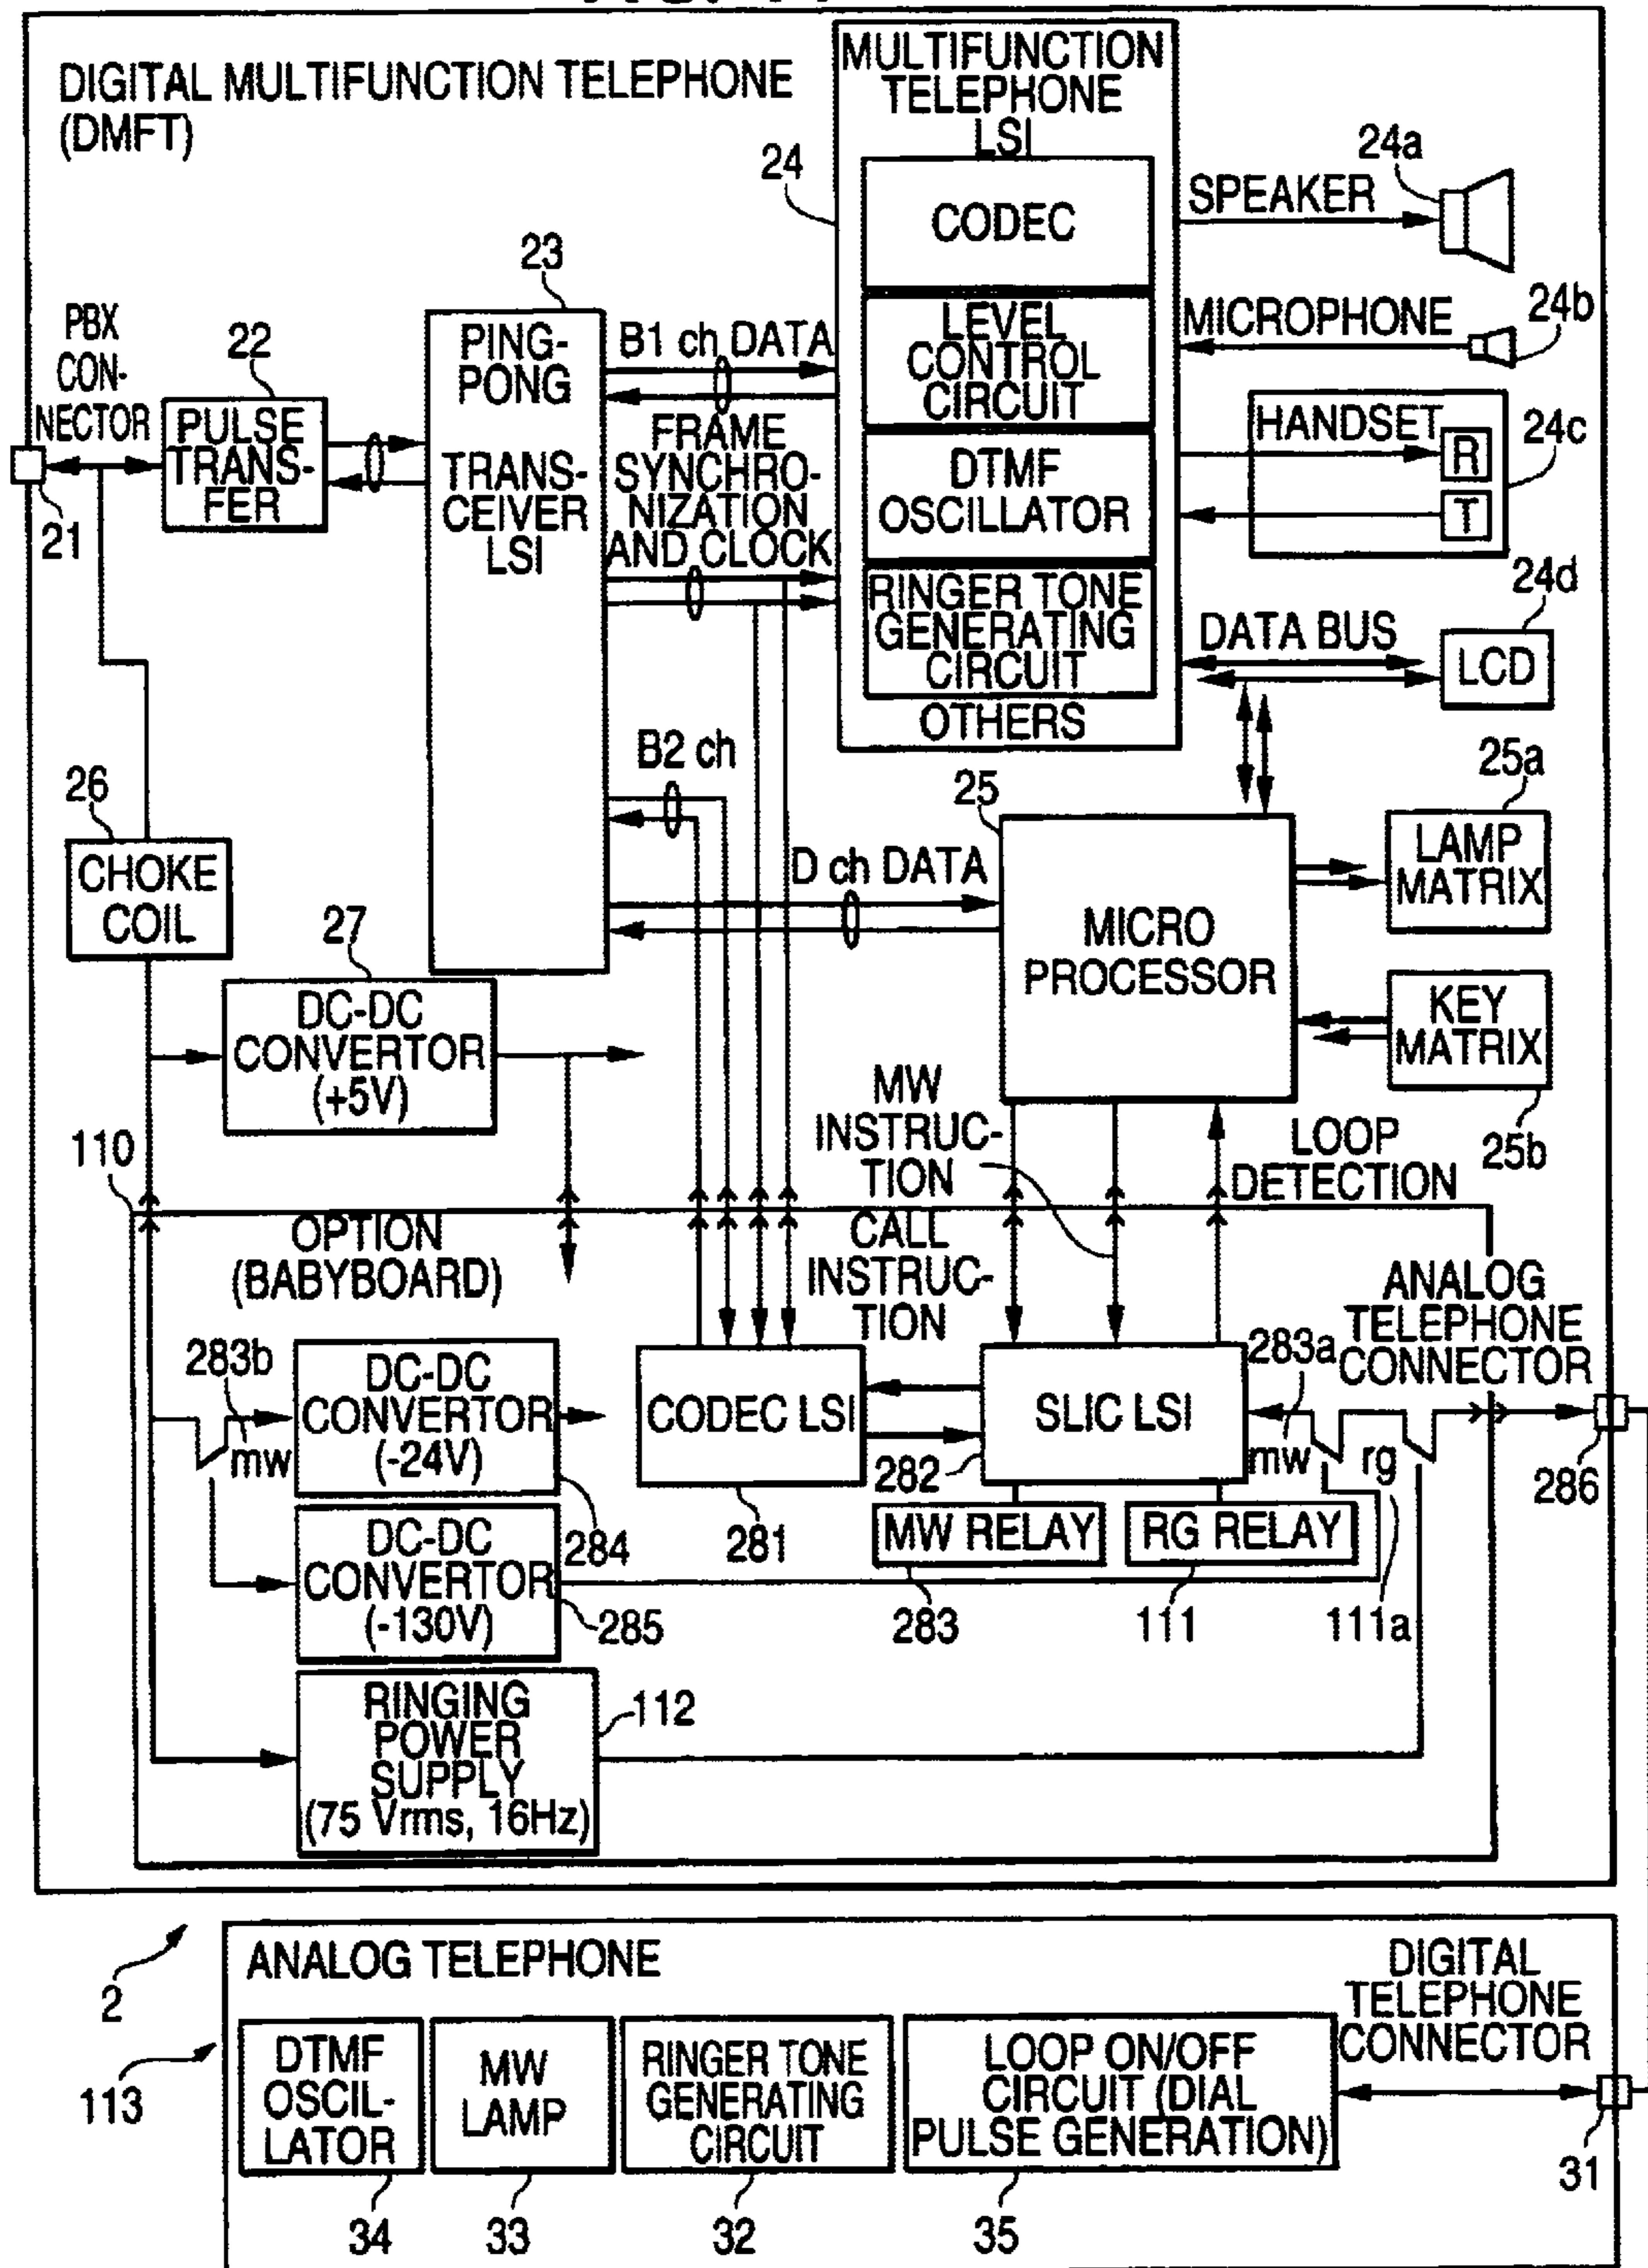 DIGITAL MULTIFUNCTION TELEPHONE
(DMFT)
MULTIFUNCTION
TELEPHONE
LSI
24
CODEC
LEVEL
CONTROL
CIRCUIT
DTMF
OSCILLATOR
RINGER TONE
GENERATING
CIRCUIT
OTHERS
SPEAKER
24a
MICROPHONE
24b
HANDSET
R
T
24c
DATA BUS
24d
LCD
PBX
CON-
NECTOR
21
22
PULSE
TRANS-
FER
23
PING-
PONG
TRANS-
CEIVER
LSI
B1 ch DATA
FRAME
SYNCHRO-
NIZATION
AND CLOCK
B2 ch
D ch DATA
25
MICRO
PROCESSOR
25a
LAMP
MATRIX
KEY
MATRIX
25b
26
CHOKE
COIL
27
DC-DC
CONVERTOR
(+5V)
MW
INSTRUC-
TION
LOOP
DETECTION
110
OPTION
(BABYBOARD)
CALL
INSTRUC-
TION
ANALOG
TELEPHONE
CONNECTOR
283b
mw
DC-DC
CONVERTOR
(-24V)
284
DC-DC
CONVERTOR
(-130V)
285
CODEC LSI
281
SLIC LSI
282
283a
mw
rg
286
MW RELAY
283
RG RELAY
111
111a
RINGING
POWER
SUPPLY
(75 Vrms, 16Hz)
112
2
113
ANALOG TELEPHONE
DIGITAL
TELEPHONE
CONNECTOR
DTMF
OSCIL-
LATOR
34
MW
LAMP
33
RINGER TONE
GENERATING
CIRCUIT
32
LOOP ON/OFF
CIRCUIT (DIAL
PULSE GENERATION)
35
31